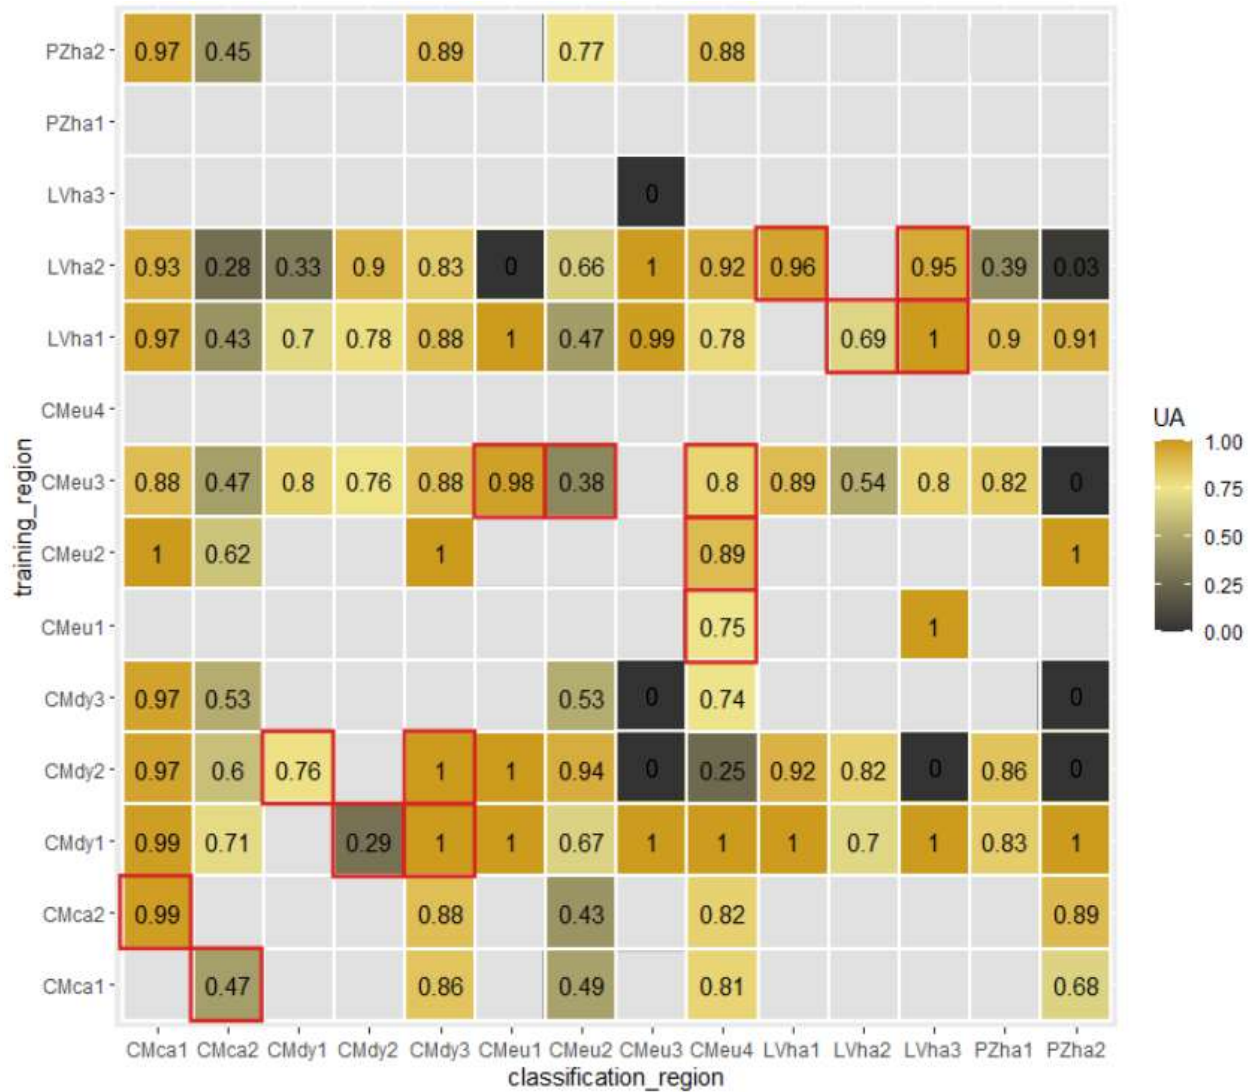 PZha2 0.97 0.45 0.89 0.77 0.88
PZha1
LVha3 0
LVha2 0.93 0.28 0.33 0.9 0.83 0 0.66 1 0.92 0.96 0.95 0.39 0.03
LVha1 0.97 0.43 0.7 0.78 0.88 1 0.47 0.99 0.78 0.69 1 0.9 0.91
CMeu4
CMeu3 0.88 0.47 0.8 0.76 0.88 0.98 0.38 0.8 0.89 0.54 0.8 0.82 0
CMeu2 1 0.62 1 0.89 1
CMeu1 0.75 1
CMdy3 0.97 0.53 0.53 0 0.74 0
CMdy2 0.97 0.6 0.76 1 1 0.94 0 0.25 0.92 0.82 0 0.86 0
CMdy1 0.99 0.71 0.29 1 1 0.67 1 1 1 0.7 1 0.83 1
CMca2 0.99 0.88 0.43 0.82 0.89
CMca1 0.47 0.86 0.49 0.81 0.68
CMca1 CMca2 CMdy1 CMdy2 CMdy3 CMeu1 CMeu2 CMeu3 CMeu4 LVha1 LVha2 LVha3 PZha1 PZha2
classification_region
training_region
UA
1.00
0.75
0.50
0.25
0.00